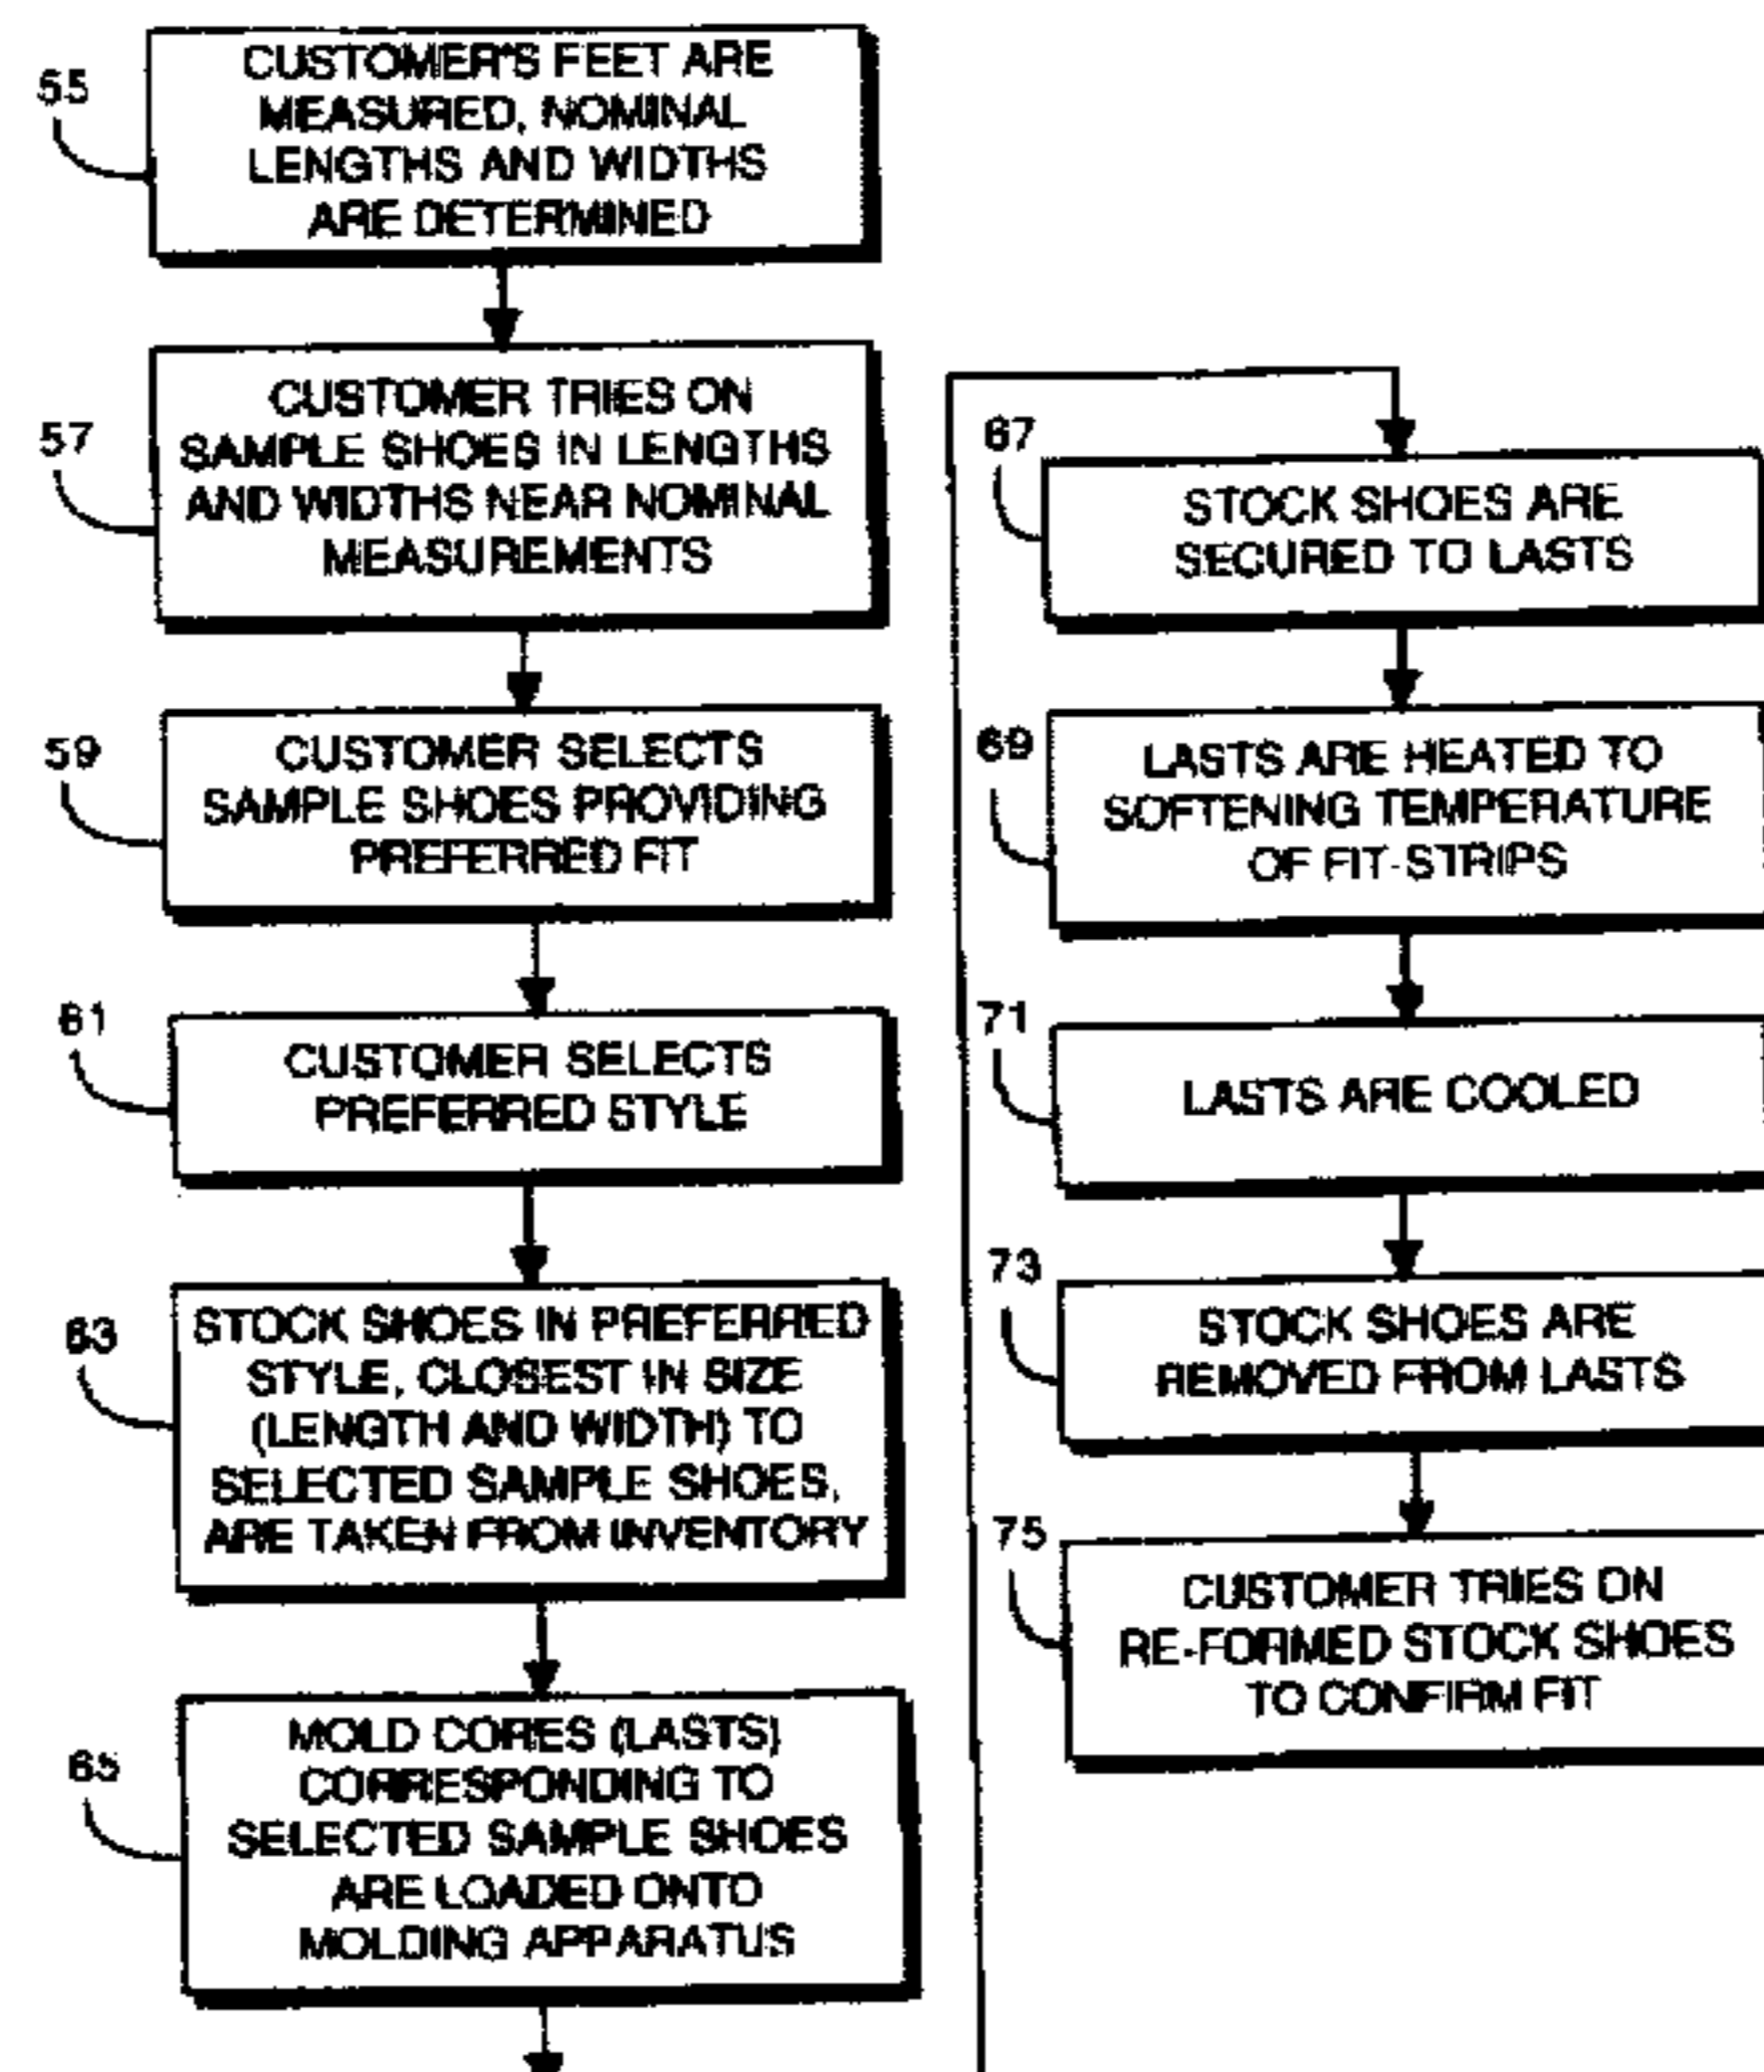 55
CUSTOMER'S FEET ARE
MEASURED, NOMINAL
LENGTHS AND WIDTHS
ARE DETERMINED
57
CUSTOMER TRIES ON
SAMPLE SHOES IN LENGTHS
AND WIDTHS NEAR NOMINAL
MEASUREMENTS
59
CUSTOMER SELECTS
SAMPLE SHOES PROVIDING
PREFERRED FIT
61
CUSTOMER SELECTS
PREFERRED STYLE
63
STOCK SHOES IN PREFERRED
STYLE, CLOSEST IN SIZE
(LENGTH AND WIDTH) TO
SELECTED SAMPLE SHOES,
ARE TAKEN FROM INVENTORY
65
MOLD CORES (LASTS)
CORRESPONDING TO
SELECTED SAMPLE SHOES
ARE LOADED ONTO
MOLDING APPARATUS
67
STOCK SHOES ARE
SECURED TO LASTS
69
LASTS ARE HEATED TO
SOFTENING TEMPERATURE
OF FIT-STRIPS
71
LASTS ARE COOLED
73
STOCK SHOES ARE
REMOVED FROM LASTS
75
CUSTOMER TRIES ON
RE-FORMED STOCK SHOES
TO CONFIRM FIT